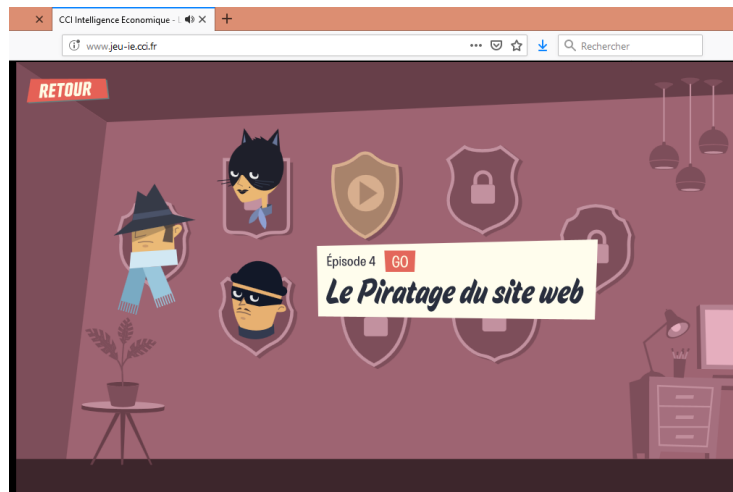 CCI Intelligence Economique - L
www.jeu-ie.cci.fr
Rechercher
RETOUR
Épisode 4 GO
Le Piratage du site web